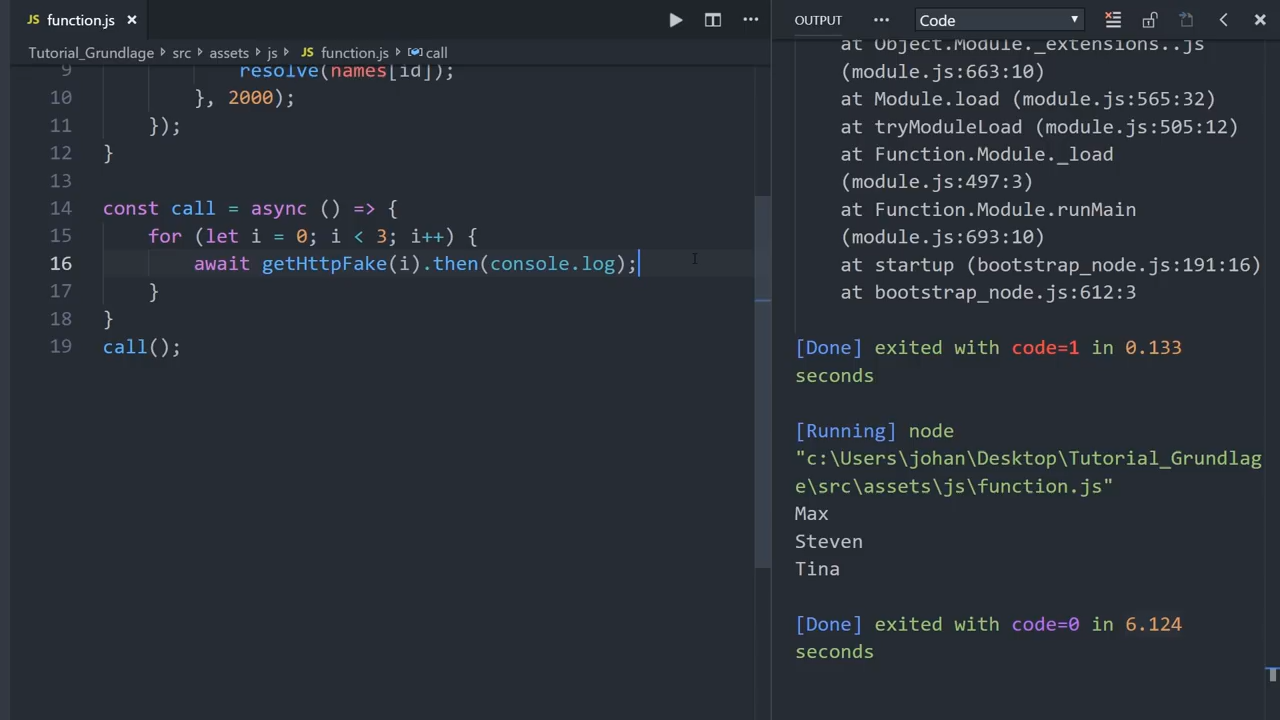 JS function.js ×
Tutorial_Grundlage > src > assets > js > JS function.js > call
9 resolve(names[id]);
10 }, 2000);
11 });
12 }
13
14 const call = async () => {
15 for (let i = 0; i < 3; i++) {
16 await getHttpFake(i).then(console.log);
17 }
18 }
19 call();
OUTPUT ··· Code
at Object.Module._extensions..js
(module.js:663:10)
at Module.load (module.js:565:32)
at tryModuleLoad (module.js:505:12)
at Function.Module._load
(module.js:497:3)
at Function.Module.runMain
(module.js:693:10)
at startup (bootstrap_node.js:191:16)
at bootstrap_node.js:612:3
[Done] exited with code=1 in 0.133
seconds
[Running] node
"c:\Users\johan\Desktop\Tutorial_Grundlag
e\src\assets\js\function.js"
Max
Steven
Tina
[Done] exited with code=0 in 6.124
seconds